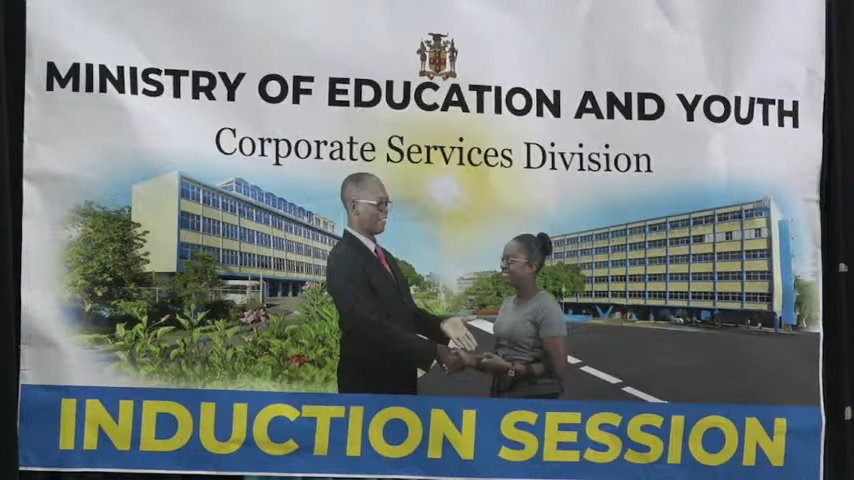 MINISTRY OF EDUCATION AND YOUTH
Corporate Services Division
INDUCTION SESSION